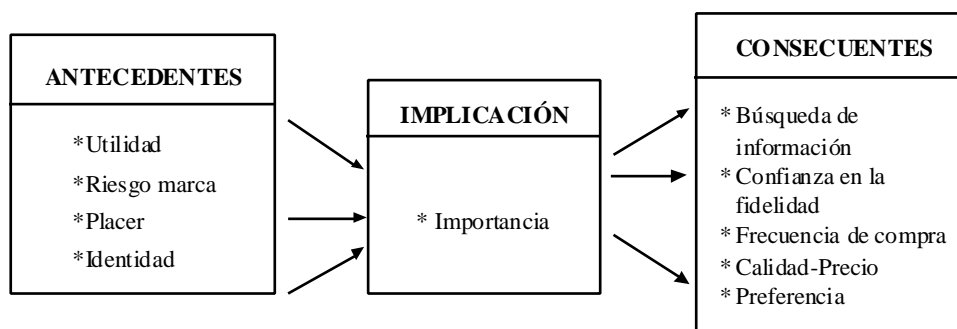 ANTECEDENTES
*Utilidad
*Riesgo marca
*Placer
*Identidad
IMPLICACIÓN
* Importancia
CONSECUENTES
* Búsqueda de
información
* Confianza en la
fidelidad
* Frecuencia de compra
* Calidad-Precio
* Preferencia